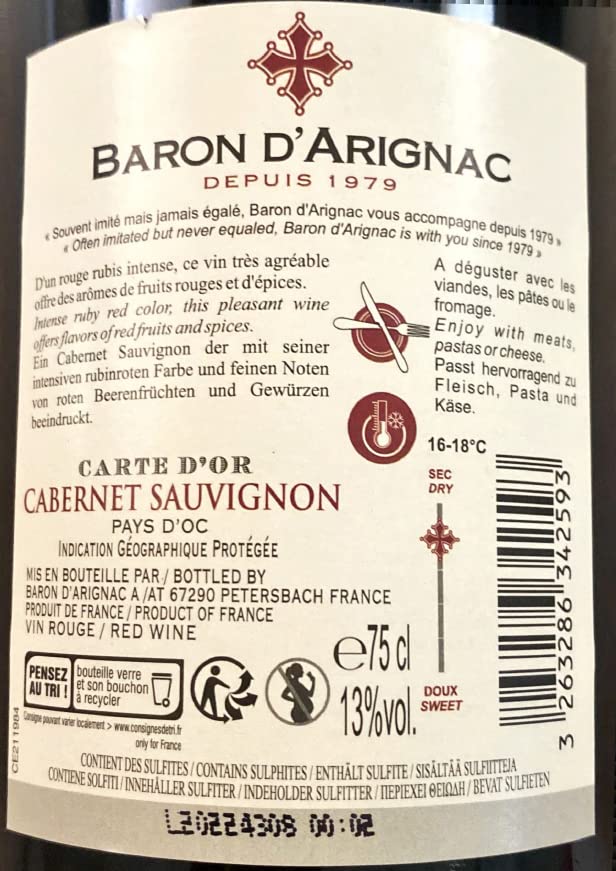 BARON D'ARIGNAC
DEPUIS 1979
« Souvent imité mais jamais égalé, Baron d'Arignac vous accompagne depuis 1979 »
« Often imitated but never equaled, Baron d'Arignac is with you since 1979 »
D'un rouge rubis intense, ce vin très agréable
offre des arômes de fruits rouges et d'épices.
Intense ruby red color, this pleasant wine
offers flavors of red fruits and spices.
Ein Cabernet Sauvignon der mit seiner
intensiven rubinroten Farbe und feinen Noten
von roten Beerenfrüchten und Gewürzen
beeindruckt.
A déguster avec les
viandes, les pâtes ou le
fromage.
Enjoy with meats,
pastas or cheese.
Passt hervorragend zu
Fleisch, Pasta und
Käse.
16-18°C
SEC
DRY
CARTE D'OR
CABERNET SAUVIGNON
PAYS D'OC
INDICATION GÉOGRAPHIQUE PROTÉGÉE
MIS EN BOUTEILLE PAR / BOTTLED BY
BARON D'ARIGNAC A /AT 67290 PETERSBACH FRANCE
PRODUIT DE FRANCE / PRODUCT OF FRANCE
VIN ROUGE / RED WINE
e75 cl
13%vol.
DOUX
SWEET
3 263286 342593
PENSEZ
AU TRI !
bouteille verre
et son bouchon
à recycler
Consigne pouvant varier localement > www.consignesdetri.fr
only for France
CE211984
CONTIENT DES SULFITES / CONTAINS SULPHITES / ENTHÄLT SULFITE / SISÄLTÄÄ SULFIITTEJA
CONTIENE SOLFITI / INNEHÅLLER SULFITER / INDEHOLDER SULFITTER / ΠΕΡΙΕΧΕΙ ΘΕΙΩΔΗ / BEVAT SULFIETEN
L20224308 00:02